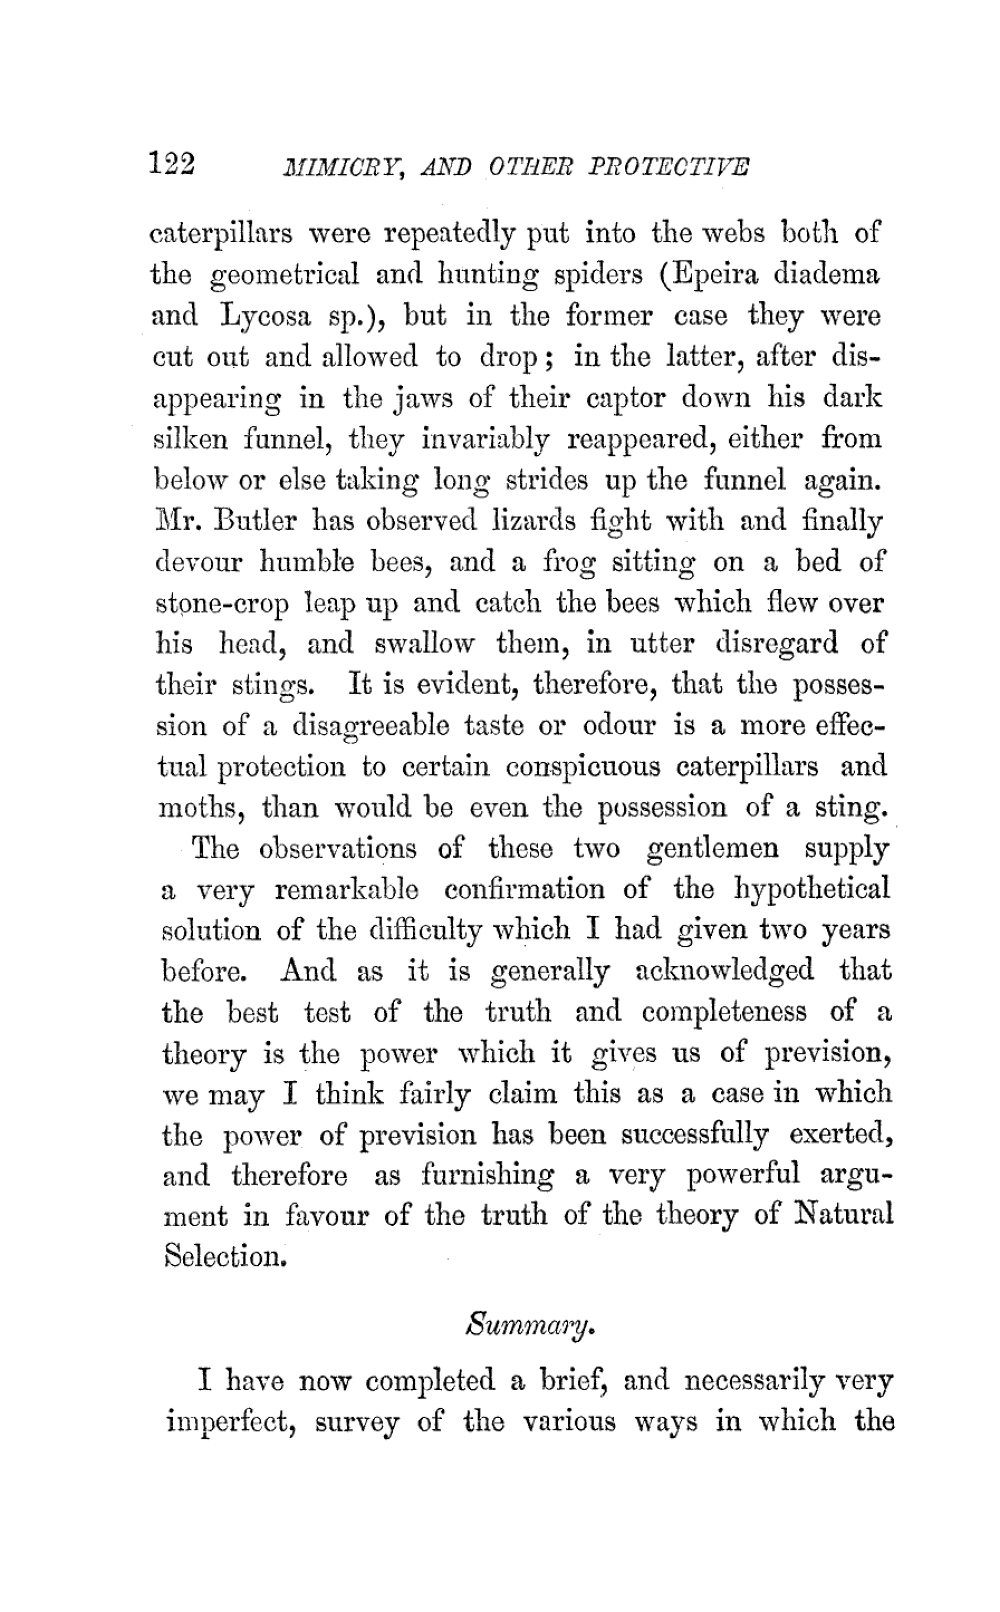 122 MIMICRY, AND OTHER PROTECTIVE
caterpillars were repeatedly put into the webs both of
the geometrical and hunting spiders (Epeira diadema
and Lycosa sp.), but in the former case they were
cut out and allowed to drop; in the latter, after dis-
appearing in the jaws of their captor down his dark
silken funnel, they invariably reappeared, either from
below or else taking long strides up the funnel again.
Mr. Butler has observed lizards fight with and finally
devour humble bees, and a frog sitting on a bed of
stone-crop leap up and catch the bees which flew over
his head, and swallow them, in utter disregard of
their stings. It is evident, therefore, that the posses-
sion of a disagreeable taste or odour is a more effec-
tual protection to certain conspicuous caterpillars and
moths, than would be even the possession of a sting.
The observations of these two gentlemen supply
a very remarkable confirmation of the hypothetical
solution of the difficulty which I had given two years
before. And as it is generally acknowledged that
the best test of the truth and completeness of a
theory is the power which it gives us of prevision,
we may I think fairly claim this as a case in which
the power of prevision has been successfully exerted,
and therefore as furnishing a very powerful argu-
ment in favour of the truth of the theory of Natural
Selection.
Summary.
I have now completed a brief, and necessarily very
imperfect, survey of the various ways in which the